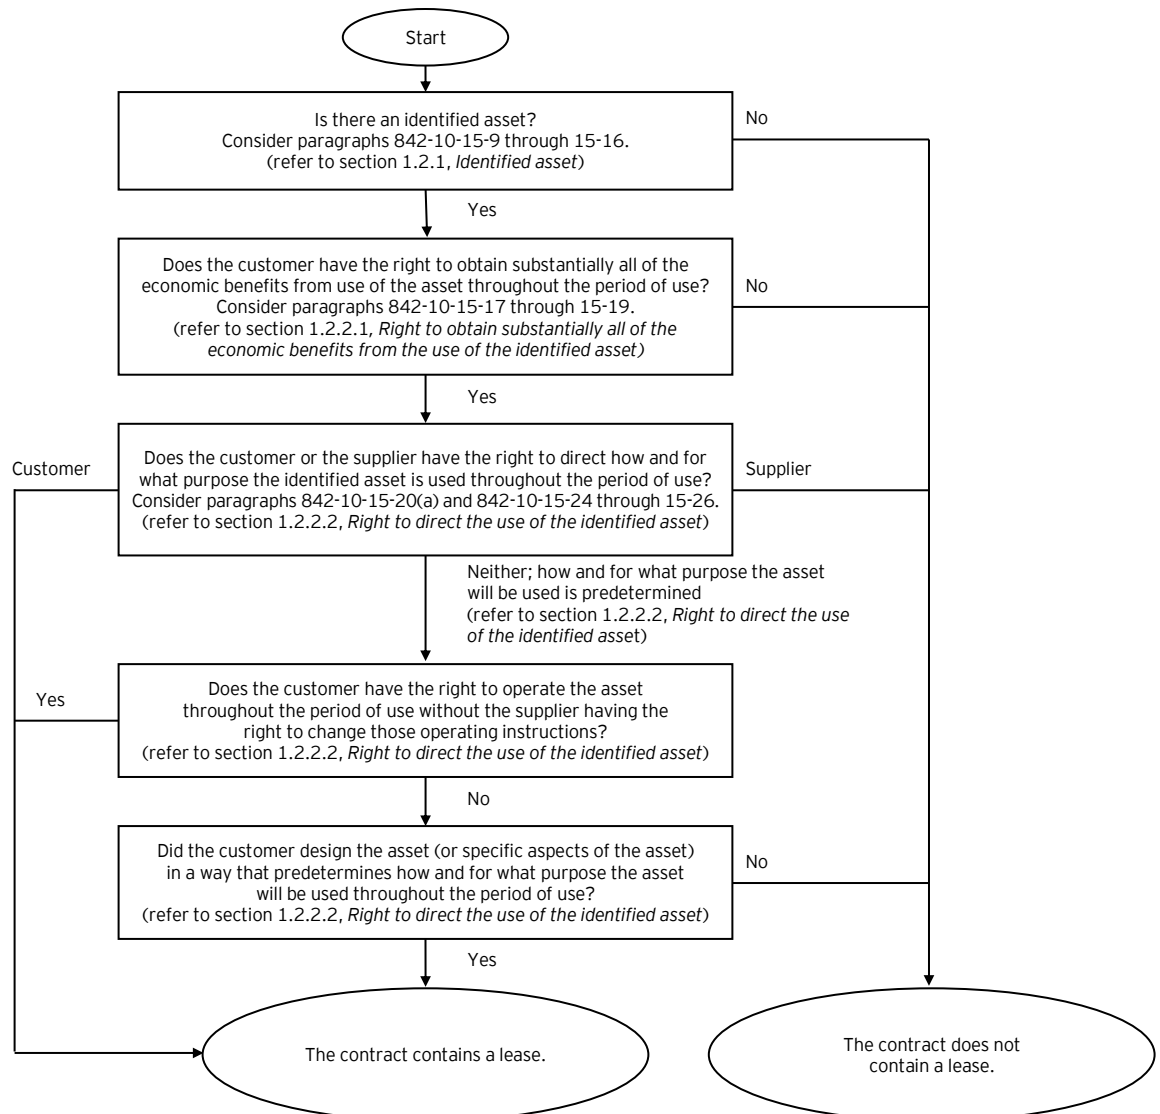 Start
Is there an identified asset?
Consider paragraphs 842-10-15-9 through 15-16.
(refer to section 1.2.1, Identified asset)
No
Yes
Does the customer have the right to obtain substantially all of the
economic benefits from use of the asset throughout the period of use?
Consider paragraphs 842-10-15-17 through 15-19.
(refer to section 1.2.2.1, Right to obtain substantially all of the
economic benefits from the use of the identified asset)
No
Yes
Customer
Does the customer or the supplier have the right to direct how and for
what purpose the identified asset is used throughout the period of use?
Consider paragraphs 842-10-15-20(a) and 842-10-15-24 through 15-26.
(refer to section 1.2.2.2, Right to direct the use of the identified asset)
Supplier
Neither; how and for what purpose the asset
will be used is predetermined
(refer to section 1.2.2.2, Right to direct the use
of the identified asset)
Yes
Does the customer have the right to operate the asset
throughout the period of use without the supplier having the
right to change those operating instructions?
(refer to section 1.2.2.2, Right to direct the use of the identified asset)
No
Did the customer design the asset (or specific aspects of the asset)
in a way that predetermines how and for what purpose the asset
will be used throughout the period of use?
(refer to section 1.2.2.2, Right to direct the use of the identified asset)
No
Yes
The contract contains a lease.
The contract does not
contain a lease.